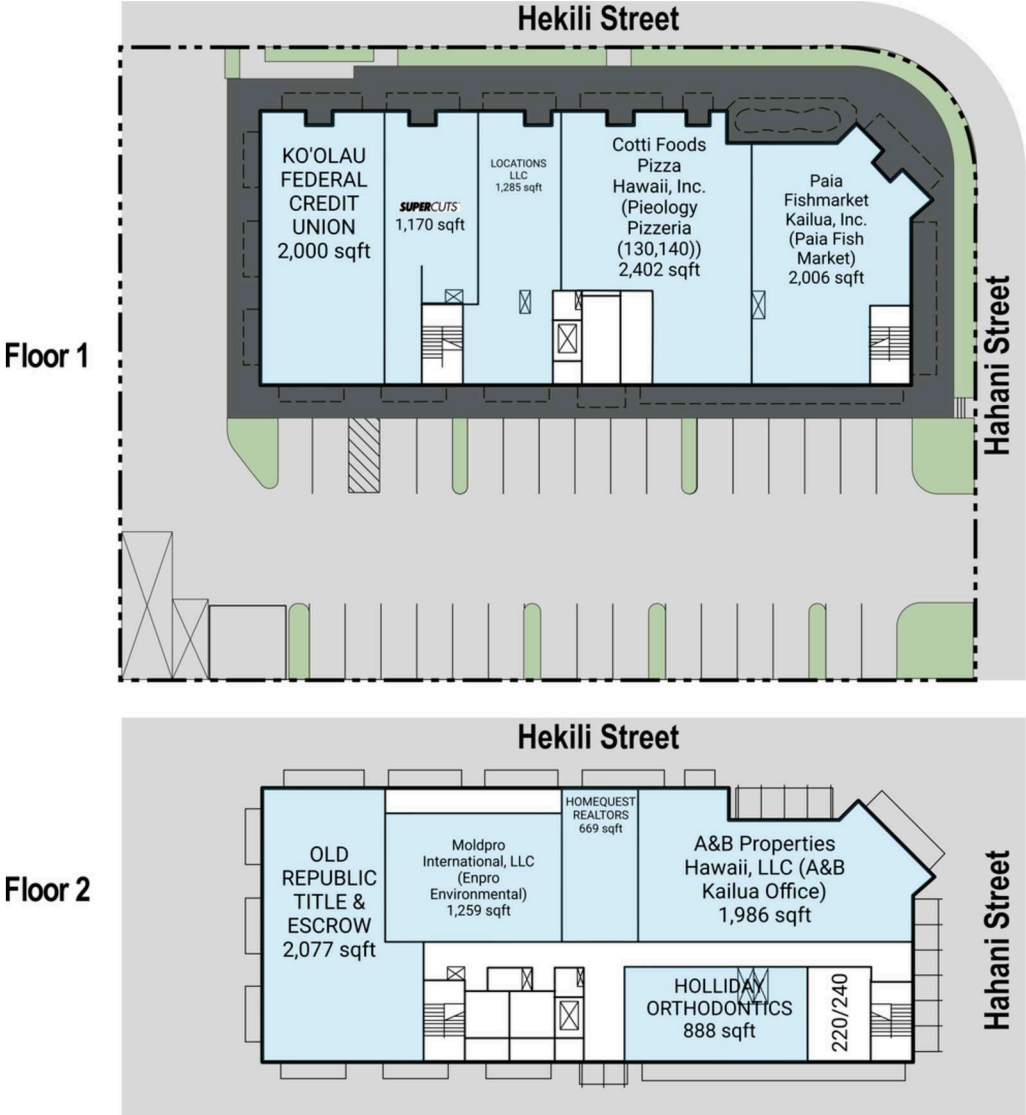 Hekili Street
KO'OLAU
FEDERAL
CREDIT
UNION
2,000 sqft
SUPERCUTS
1,170 sqft
LOCATIONS
LLC
1,285 sqft
Cotti Foods
Pizza
Hawaii, Inc.
(Pieology
Pizzeria
(130,140))
2,402 sqft
Paia
Fishmarket
Kailua, Inc.
(Paia Fish
Market)
2,006 sqft
Floor 1
Hahani Street
Hekili Street
OLD
REPUBLIC
TITLE &
ESCROW
2,077 sqft
Moldpro
International, LLC
(Enpro
Environmental)
1,259 sqft
HOMEQUEST
REALTORS
669 sqft
A&B Properties
Hawaii, LLC (A&B
Kailua Office)
1,986 sqft
Floor 2
HOLLIDAY
ORTHODONTICS
888 sqft
220/240
Hahani Street